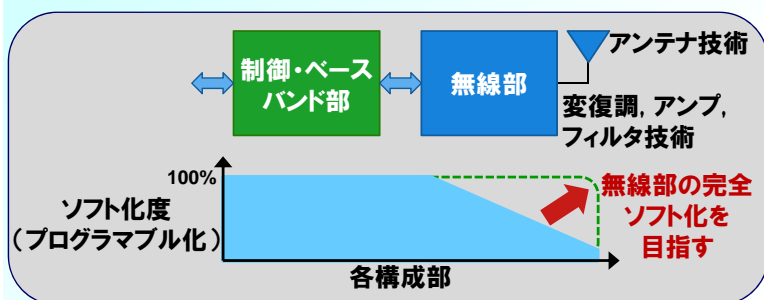 制御・ベース
バンド部
無線部
アンテナ技術
変復調, アンプ,
フィルタ技術
100%
ソフト化度
(プログラマブル化)
無線部の完全
ソフト化を
目指す
各構成部